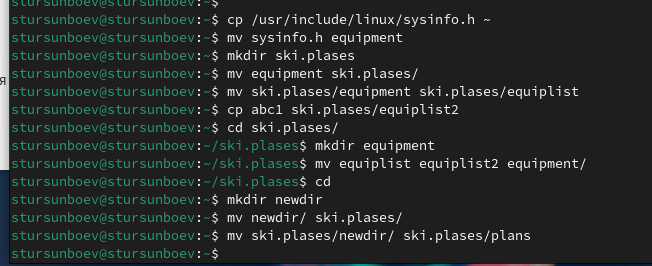 stursunboev@stursunboev:~$
stursunboev@stursunboev:~$ cp /usr/include/linux/sysinfo.h ~
stursunboev@stursunboev:~$ mv sysinfo.h equipment
stursunboev@stursunboev:~$ mkdir ski.plases
stursunboev@stursunboev:~$ mv equipment ski.plases/
stursunboev@stursunboev:~$ mv ski.plases/equipment ski.plases/equiplist
stursunboev@stursunboev:~$ cp abc1 ski.plases/equiplist2
stursunboev@stursunboev:~$ cd ski.plases/
stursunboev@stursunboev:~/ski.plases$ mkdir equipment
stursunboev@stursunboev:~/ski.plases$ mv equiplist equiplist2 equipment/
stursunboev@stursunboev:~/ski.plases$ cd
stursunboev@stursunboev:~$ mkdir newdir
stursunboev@stursunboev:~$ mv newdir/ ski.plases/
stursunboev@stursunboev:~$ mv ski.plases/newdir/ ski.plases/plans
stursunboev@stursunboev:~$
я